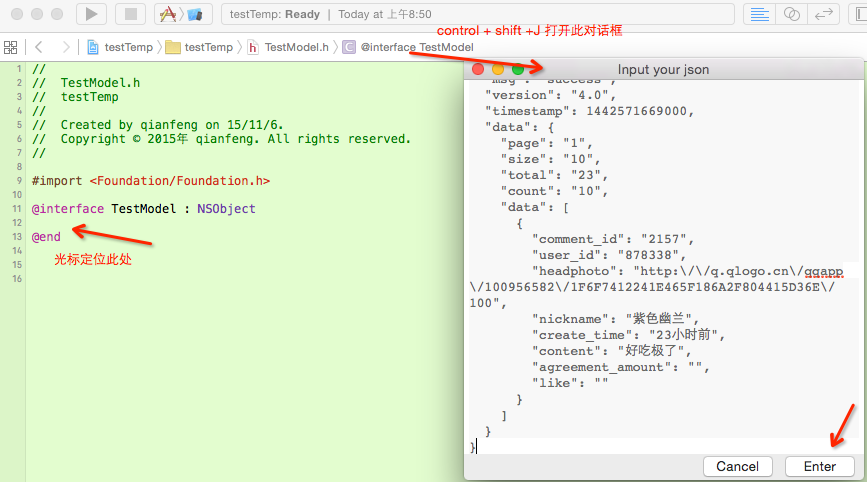 testTemp: Ready | Today at 上午8:50
control + shift +J 打开此对话框
testTemp testTemp TestModel.h @interface TestModel
1 //
2 // TestModel.h
3 // testTemp
4 //
5 // Created by qianfeng on 15/11/6.
6 // Copyright © 2015年 qianfeng. All rights reserved.
7 //
8
9 #import <Foundation/Foundation.h>
10
11 @interface TestModel : NSObject
12
13 @end
14
光标定位此处
15
16
Input your json
"msg": "success",
"version": "4.0",
"timestamp": 1442571669000,
"data": {
"page": "1",
"size": "10",
"total": "23",
"count": "10",
"data": [
{
"comment_id": "2157",
"user_id": "878338",
"headphoto": "http:\/\/q.qlogo.cn\/qqapp
\/100956582\/1F6F7412241E465F186A2F804415D36E\/
100",
"nickname": "紫色幽兰",
"create_time": "23小时前",
"content": "好吃极了",
"agreement_amount": "",
"like": ""
}
]
}
}
Cancel Enter